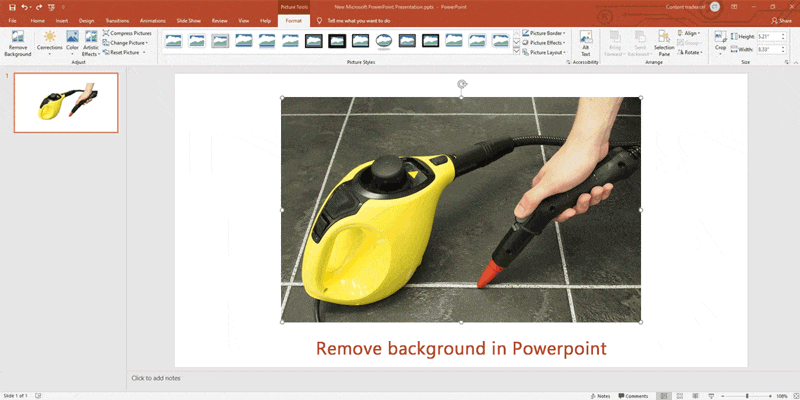 New Microsoft PowerPoint Presentation.pptx - PowerPoint
Picture Tools
File Home Insert Design Transitions Animations Slide Show Review View Help Format Tell me what you want to do
Share
Remove Background
Corrections
Color
Artistic Effects
Compress Pictures
Change Picture
Reset Picture
Adjust
Picture Styles
Picture Border
Picture Effects
Picture Layout
Alt Text
Accessibility
Bring Forward
Send Backward
Selection Pane
Align
Group
Rotate
Arrange
Crop
Height: 5.21"
Width: 8.33"
Size
1
Remove background in Powerpoint
Click to add notes
Slide 1 of 1
Notes
Comments
108%